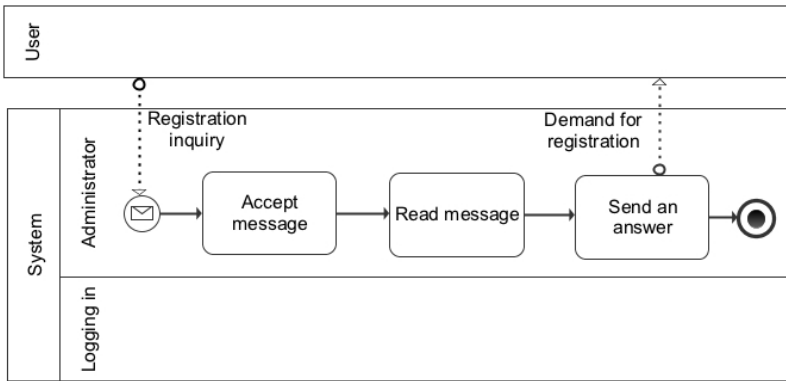 User
Registration
inquiry
Demand for
registration
System
Administrator
Accept
message
Read message
Send an
answer
Logging in